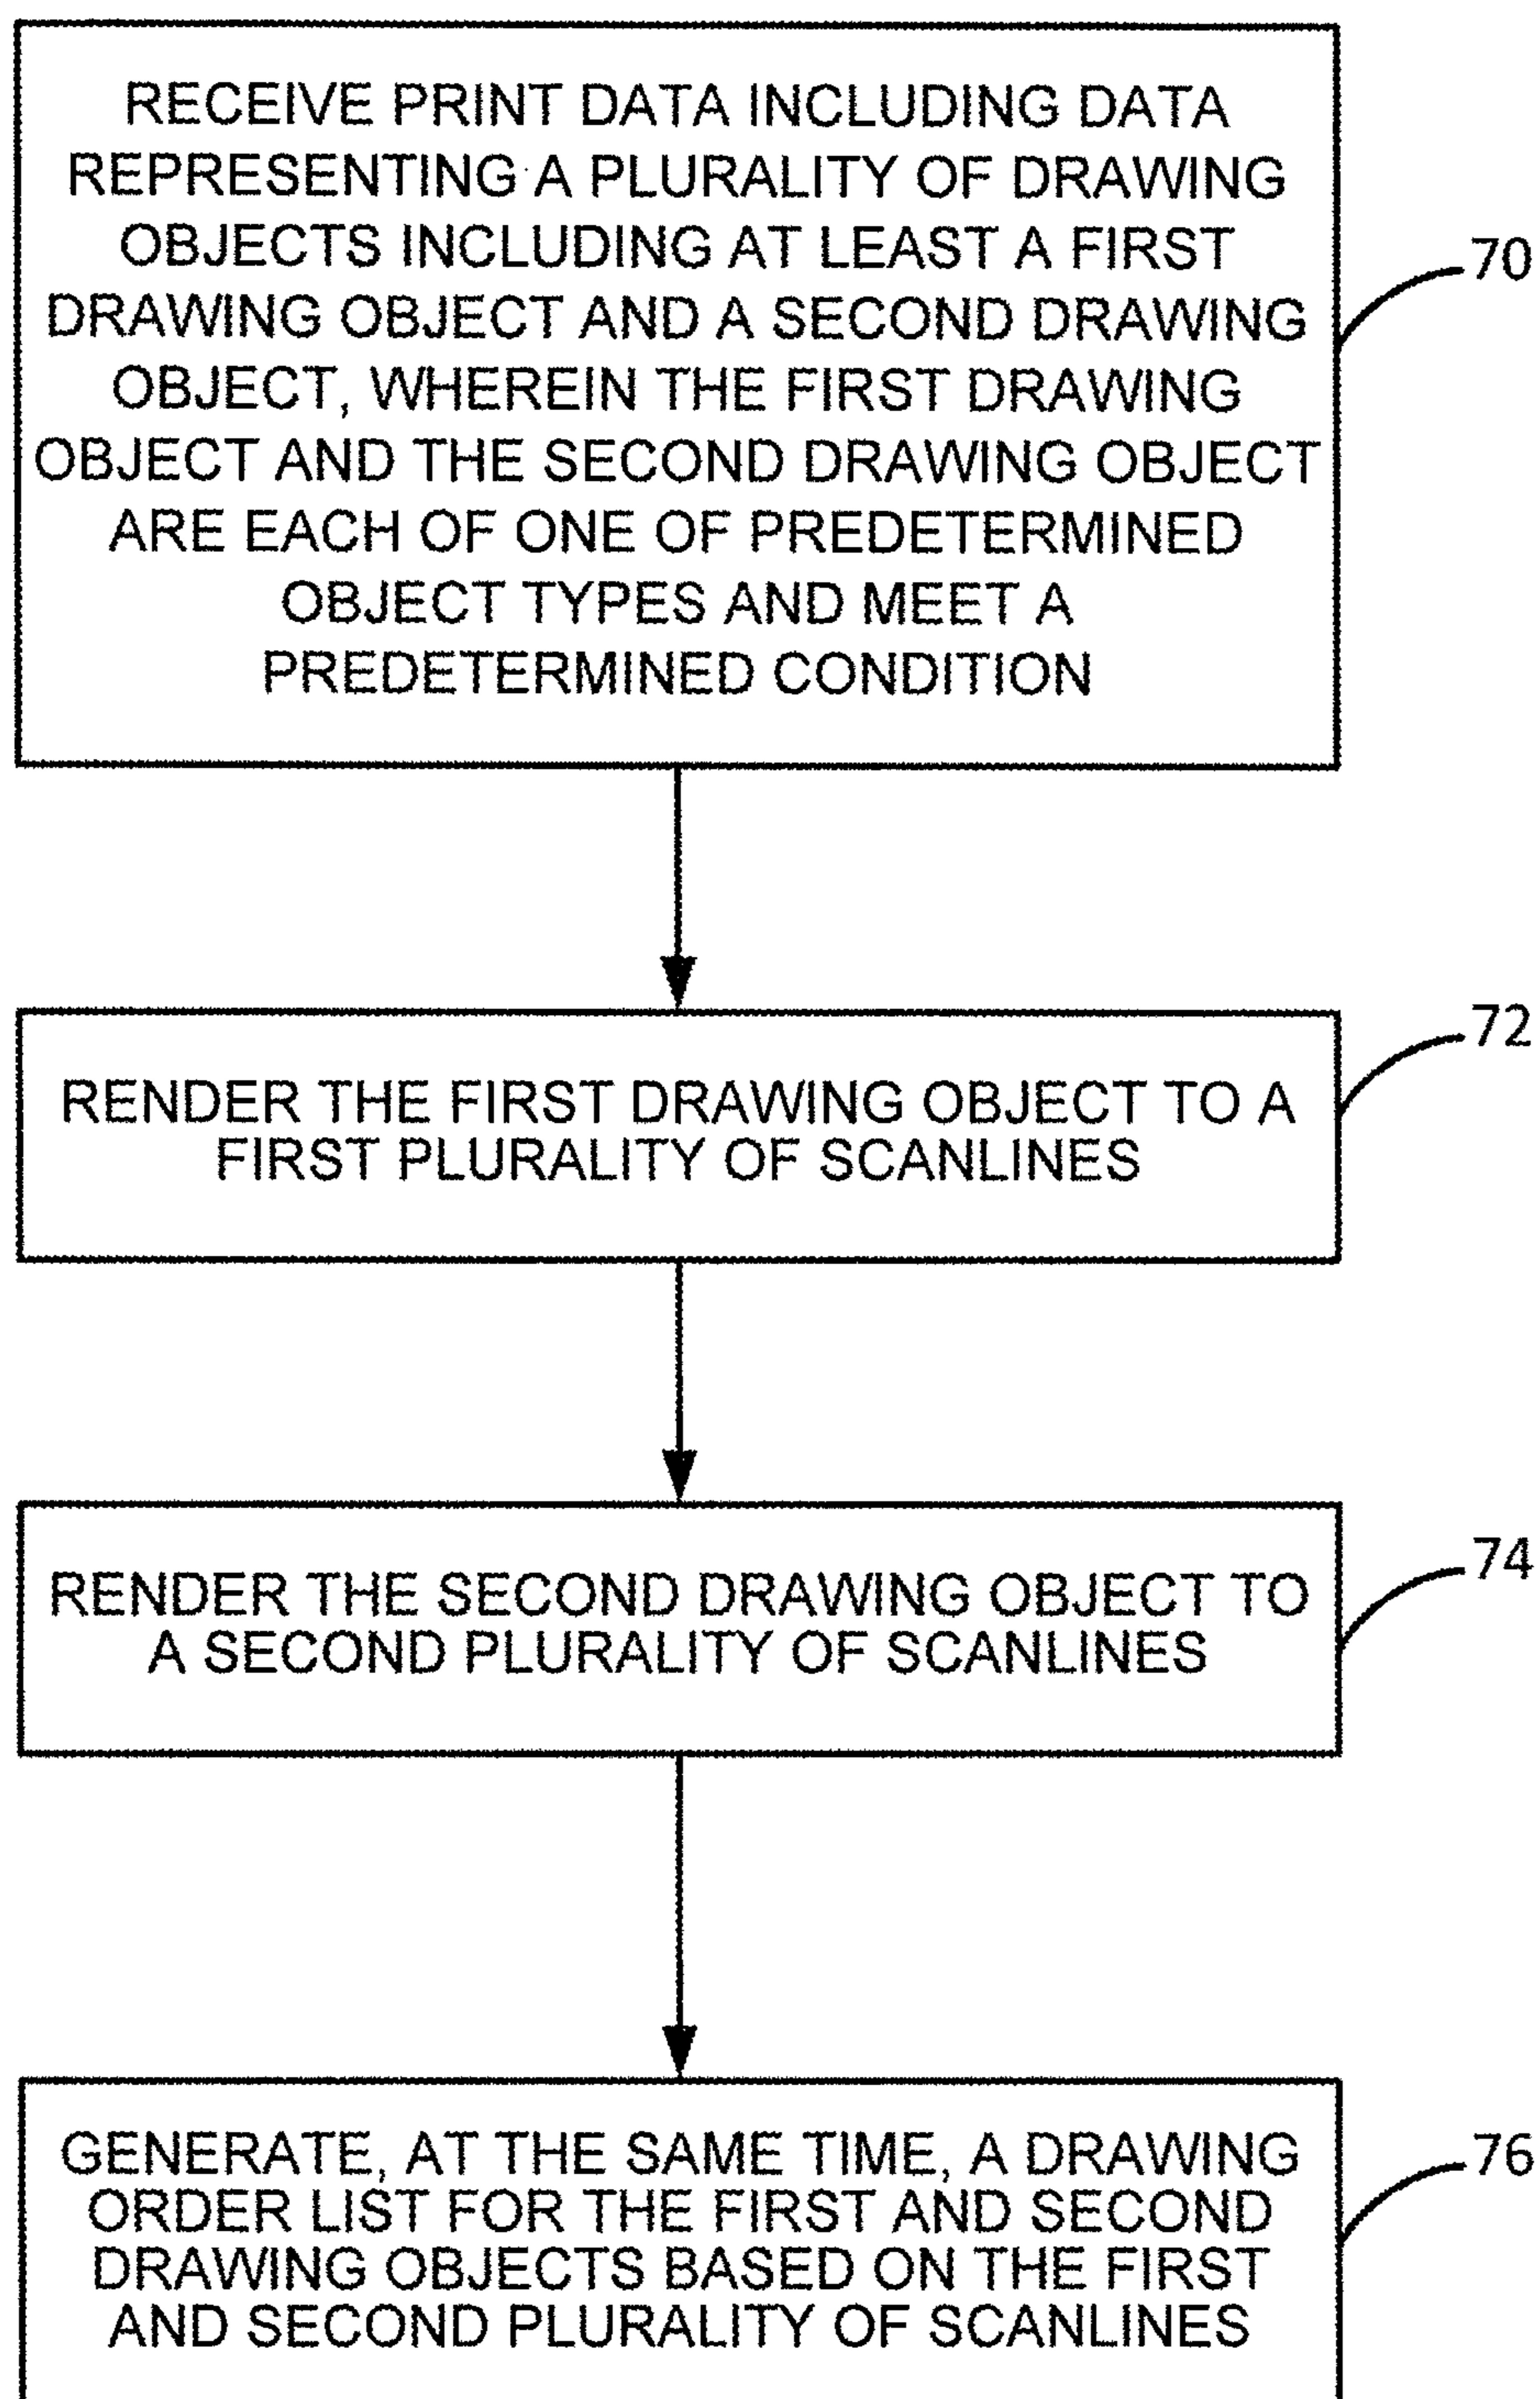 RECEIVE PRINT DATA INCLUDING DATA
REPRESENTING A PLURALITY OF DRAWING
OBJECTS INCLUDING AT LEAST A FIRST
DRAWING OBJECT AND A SECOND DRAWING
OBJECT, WHEREIN THE FIRST DRAWING
OBJECT AND THE SECOND DRAWING OBJECT
ARE EACH OF ONE OF PREDETERMINED
OBJECT TYPES AND MEET A
PREDETERMINED CONDITION
70
RENDER THE FIRST DRAWING OBJECT TO A
FIRST PLURALITY OF SCANLINES
72
RENDER THE SECOND DRAWING OBJECT TO
A SECOND PLURALITY OF SCANLINES
74
GENERATE, AT THE SAME TIME, A DRAWING
ORDER LIST FOR THE FIRST AND SECOND
DRAWING OBJECTS BASED ON THE FIRST
AND SECOND PLURALITY OF SCANLINES
76